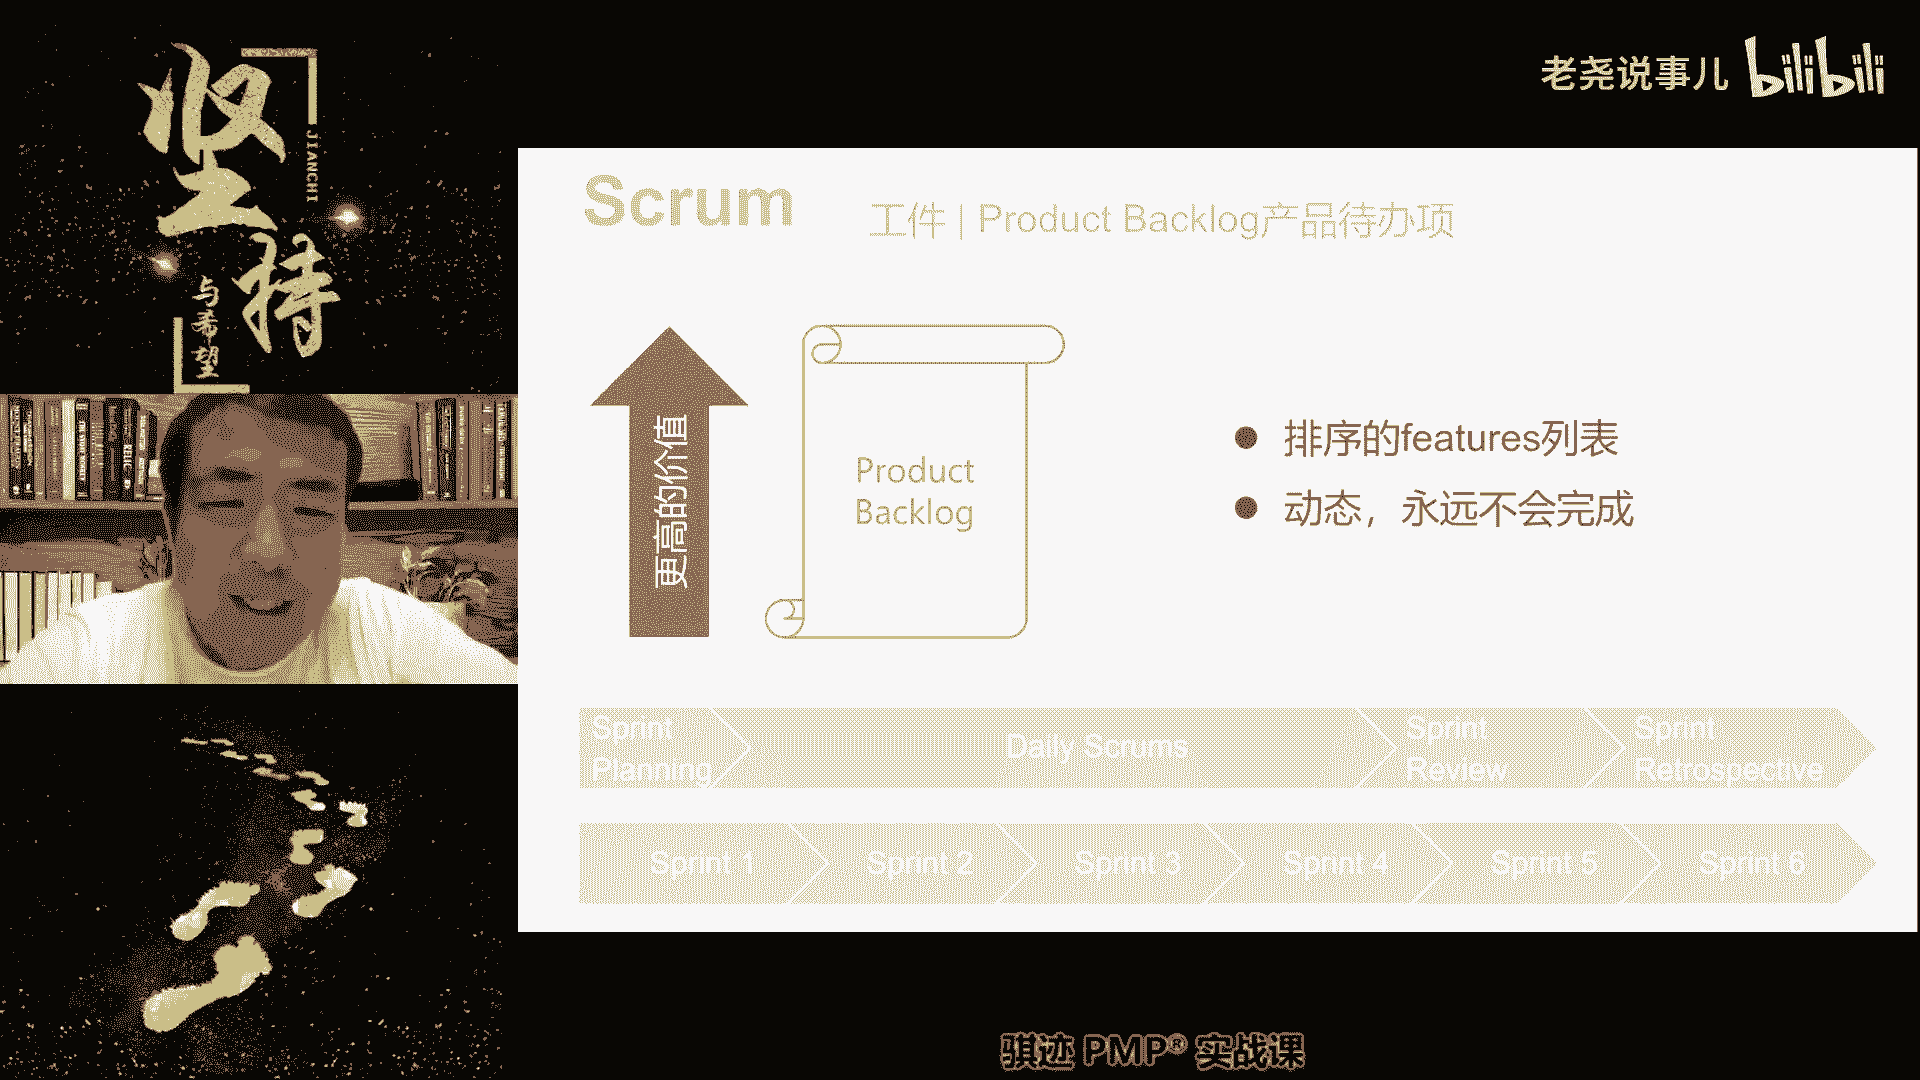 坚持
JIANCHI
与希望
老尧说事儿 bilibili
Scrum
工件 | Product Backlog产品待办项
更高的价值
Product
Backlog
排序的features列表
动态，永远不会完成
Sprint
Planning
Daily Scrums
Sprint
Review
Sprint
Retrospective
Sprint 1
Sprint 2
Sprint 3
Sprint 4
Sprint 5
Sprint 6
骐迹 PMP® 实战课